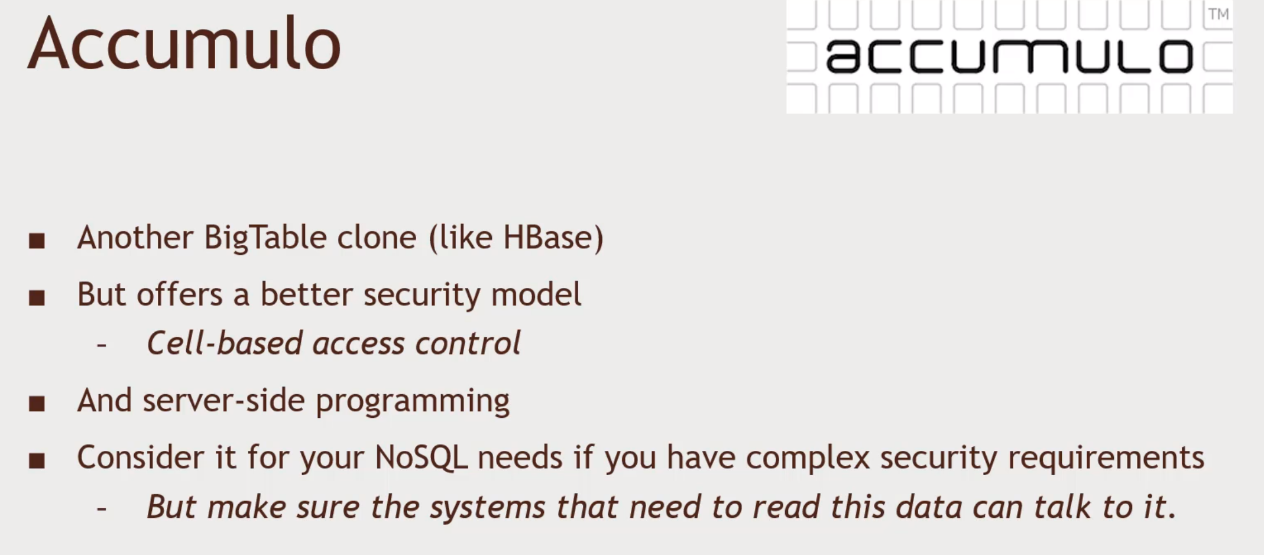 Accumulo
accumulo
TM
■ Another BigTable clone (like HBase)
■ But offers a better security model
– Cell-based access control
■ And server-side programming
■ Consider it for your NoSQL needs if you have complex security requirements
– But make sure the systems that need to read this data can talk to it.